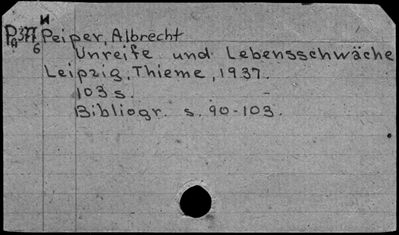 И
P377 Peiper, Albrecht
A 6
Unreife und Lebensschwäche
Leipzig, Thieme, 1937.
103 s.
Bibliogr. s. 90-103.